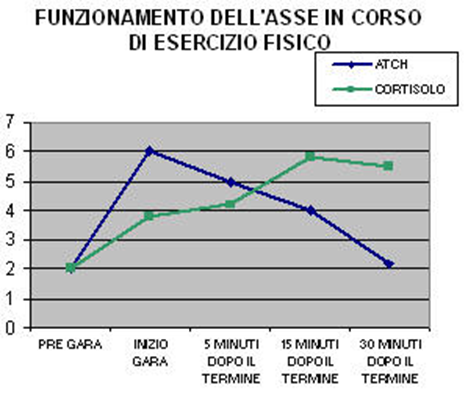 FUNZIONAMENTO DELL'ASSE IN CORSO
DI ESERCIZIO FISICO
ATCH
CORTISOLO
7
6
5
4
3
2
1
0
PRE GARA
INIZIO
GARA
5 MINUTI
DOPO IL
TERMINE
15 MINUTI
DOPO IL
TERMINE
30 MINUTI
DOPO IL
TERMINE